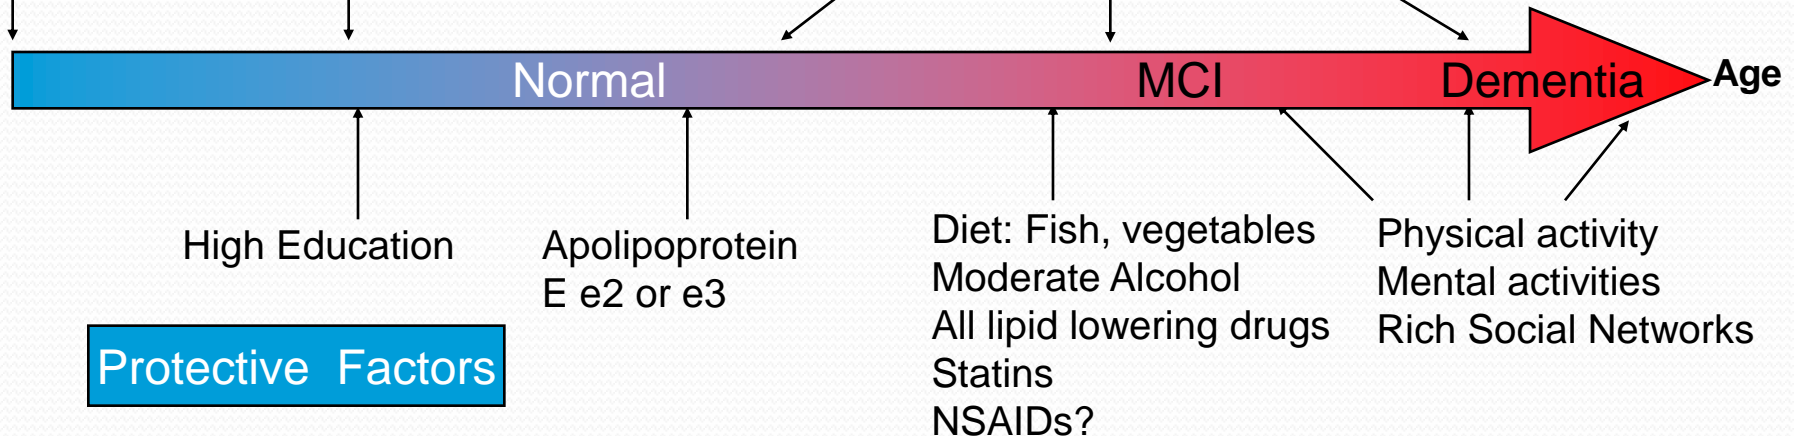 Normal
MCI
Dementia
Age
High Education
Apolipoprotein
E e2 or e3
Diet: Fish, vegetables
Moderate Alcohol
All lipid lowering drugs
Statins
NSAIDs?
Physical activity
Mental activities
Rich Social Networks
Protective Factors